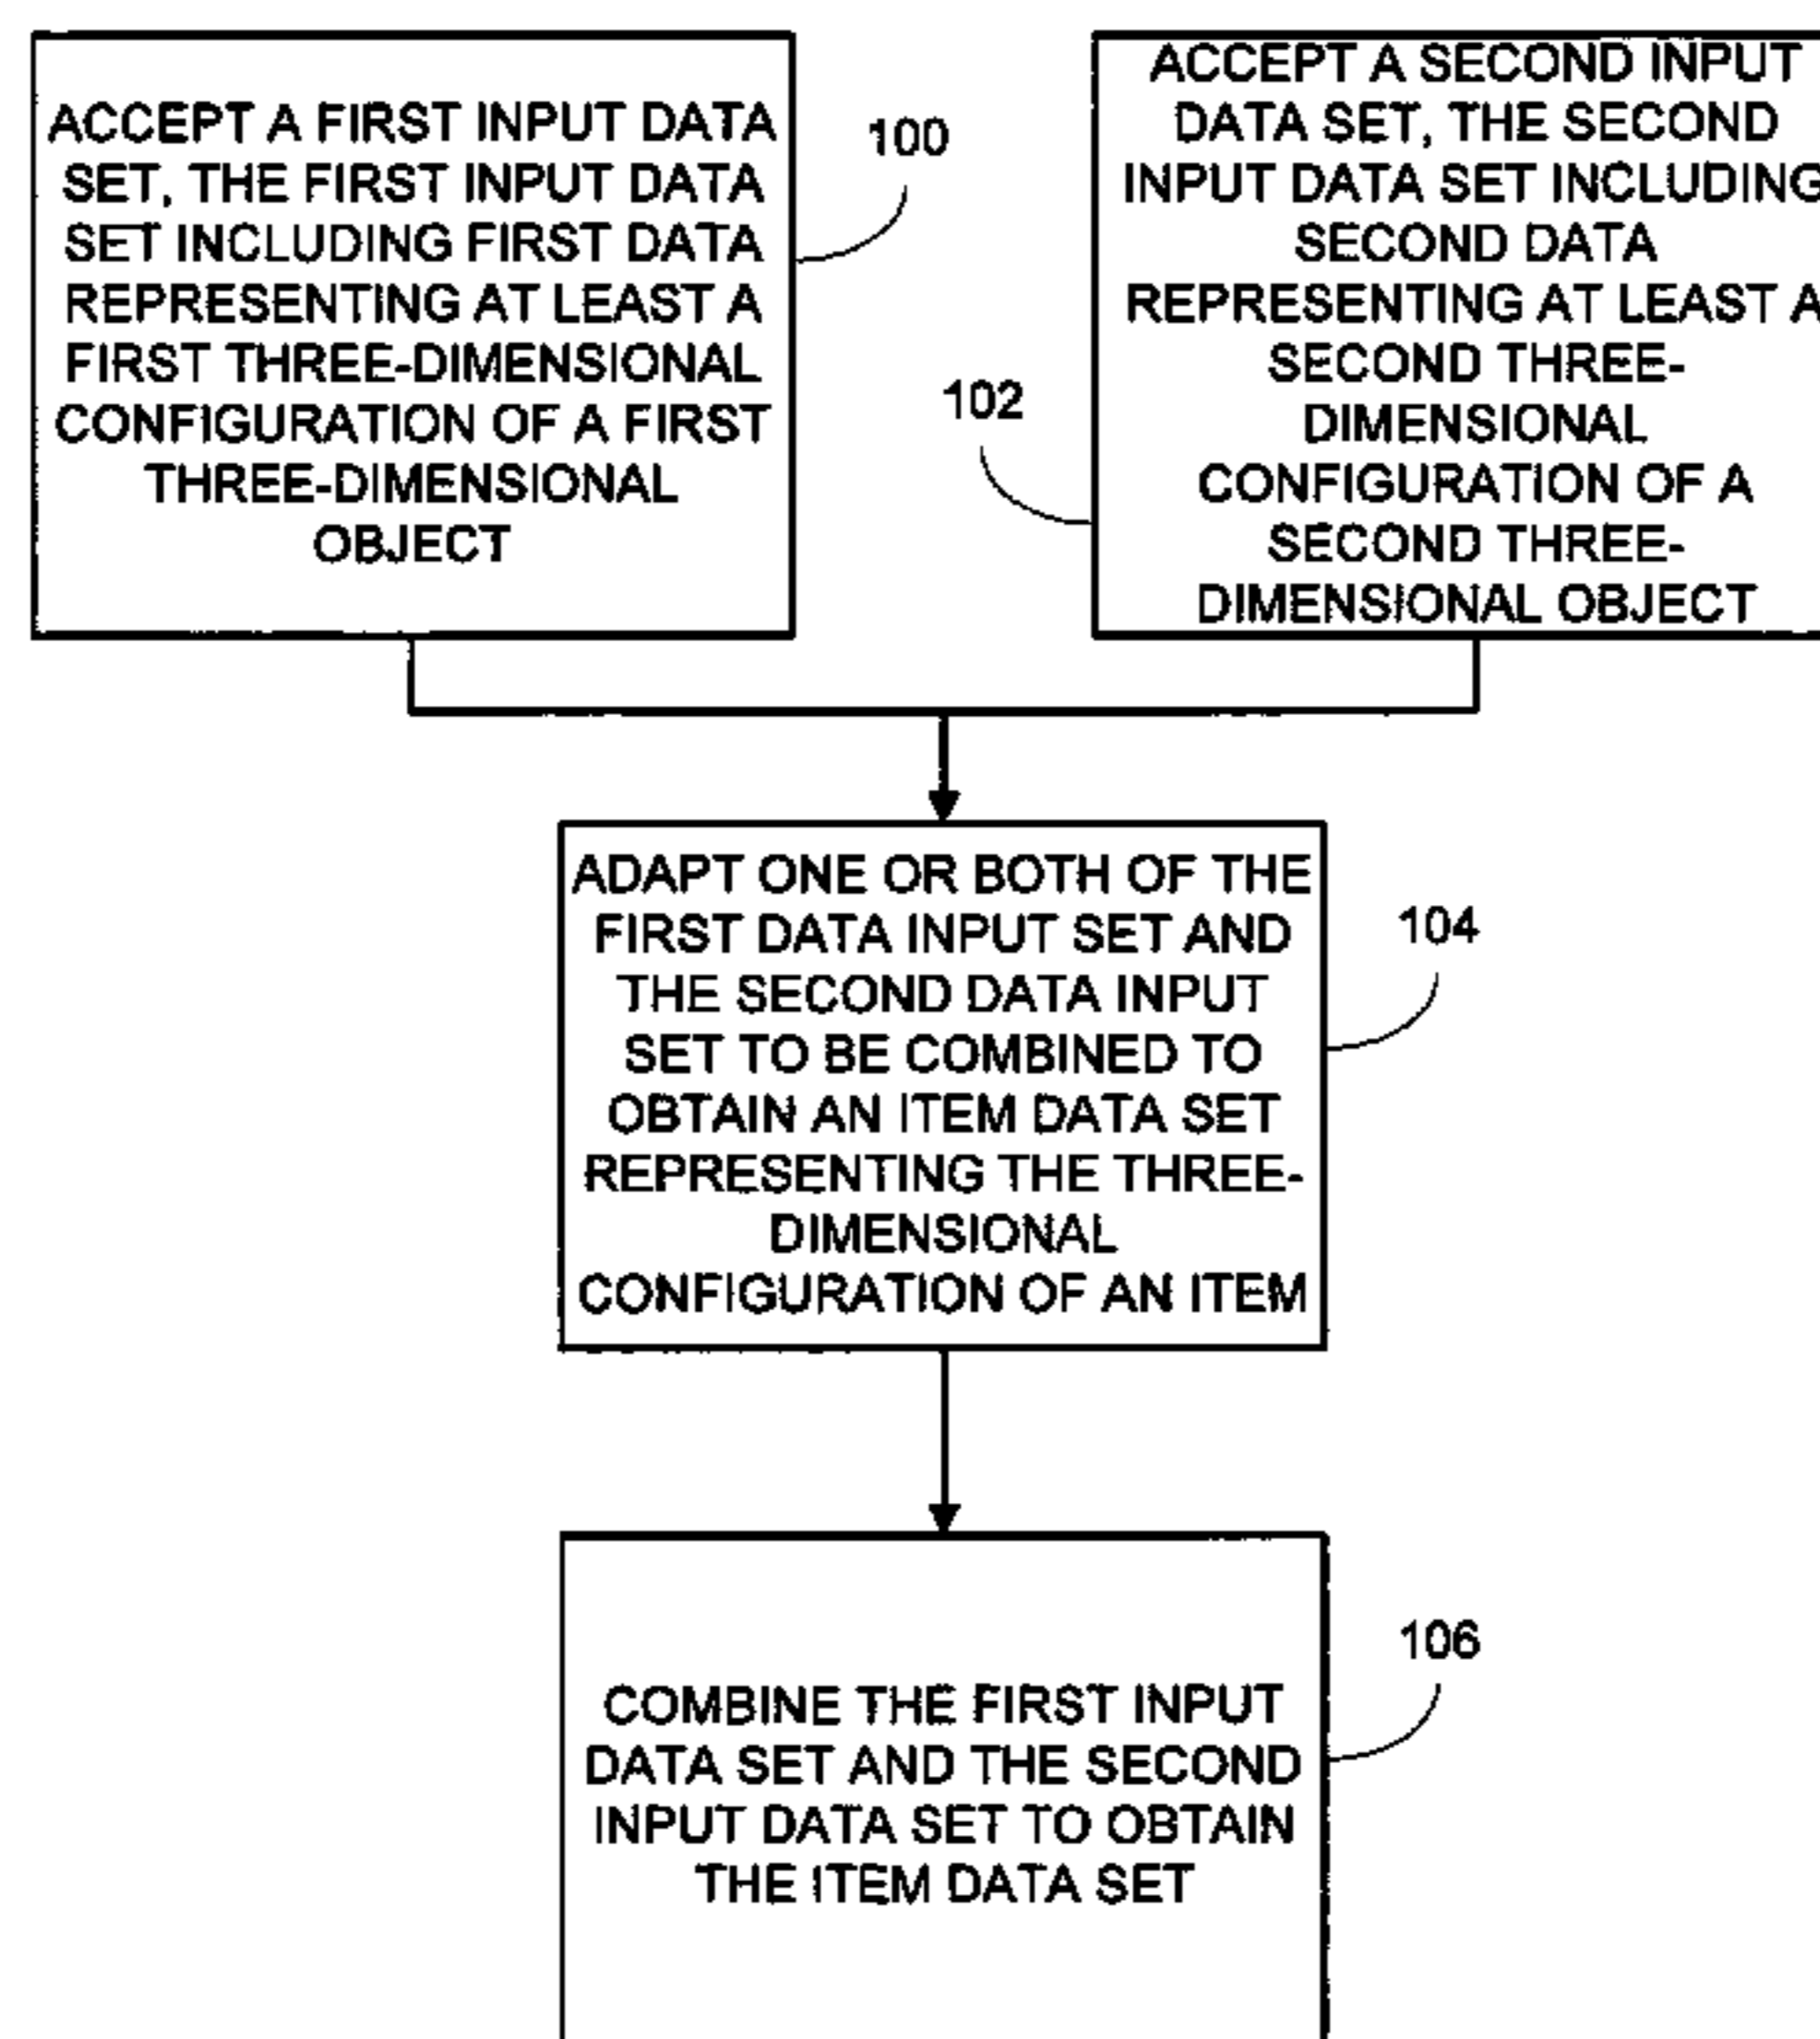 ACCEPT A FIRST INPUT DATA
SET, THE FIRST INPUT DATA
SET INCLUDING FIRST DATA
REPRESENTING AT LEAST A
FIRST THREE-DIMENSIONAL
CONFIGURATION OF A FIRST
THREE-DIMENSIONAL
OBJECT
100
ACCEPT A SECOND INPUT
DATA SET, THE SECOND
INPUT DATA SET INCLUDING
SECOND DATA
REPRESENTING AT LEAST A
SECOND THREE-
DIMENSIONAL
CONFIGURATION OF A
SECOND THREE-
DIMENSIONAL OBJECT
102
ADAPT ONE OR BOTH OF THE
FIRST DATA INPUT SET AND
THE SECOND DATA INPUT
SET TO BE COMBINED TO
OBTAIN AN ITEM DATA SET
REPRESENTING THE THREE-
DIMENSIONAL
CONFIGURATION OF AN ITEM
104
COMBINE THE FIRST INPUT
DATA SET AND THE SECOND
INPUT DATA SET TO OBTAIN
THE ITEM DATA SET
106